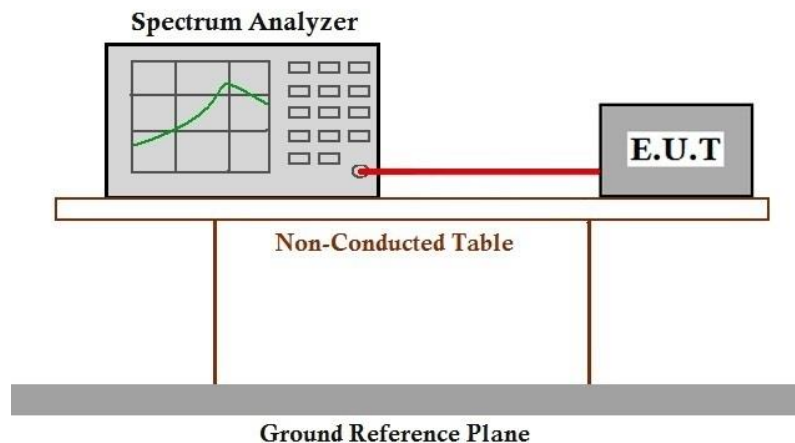 Spectrum Analyzer
E.U.T
Non-Conducted Table
Ground Reference Plane